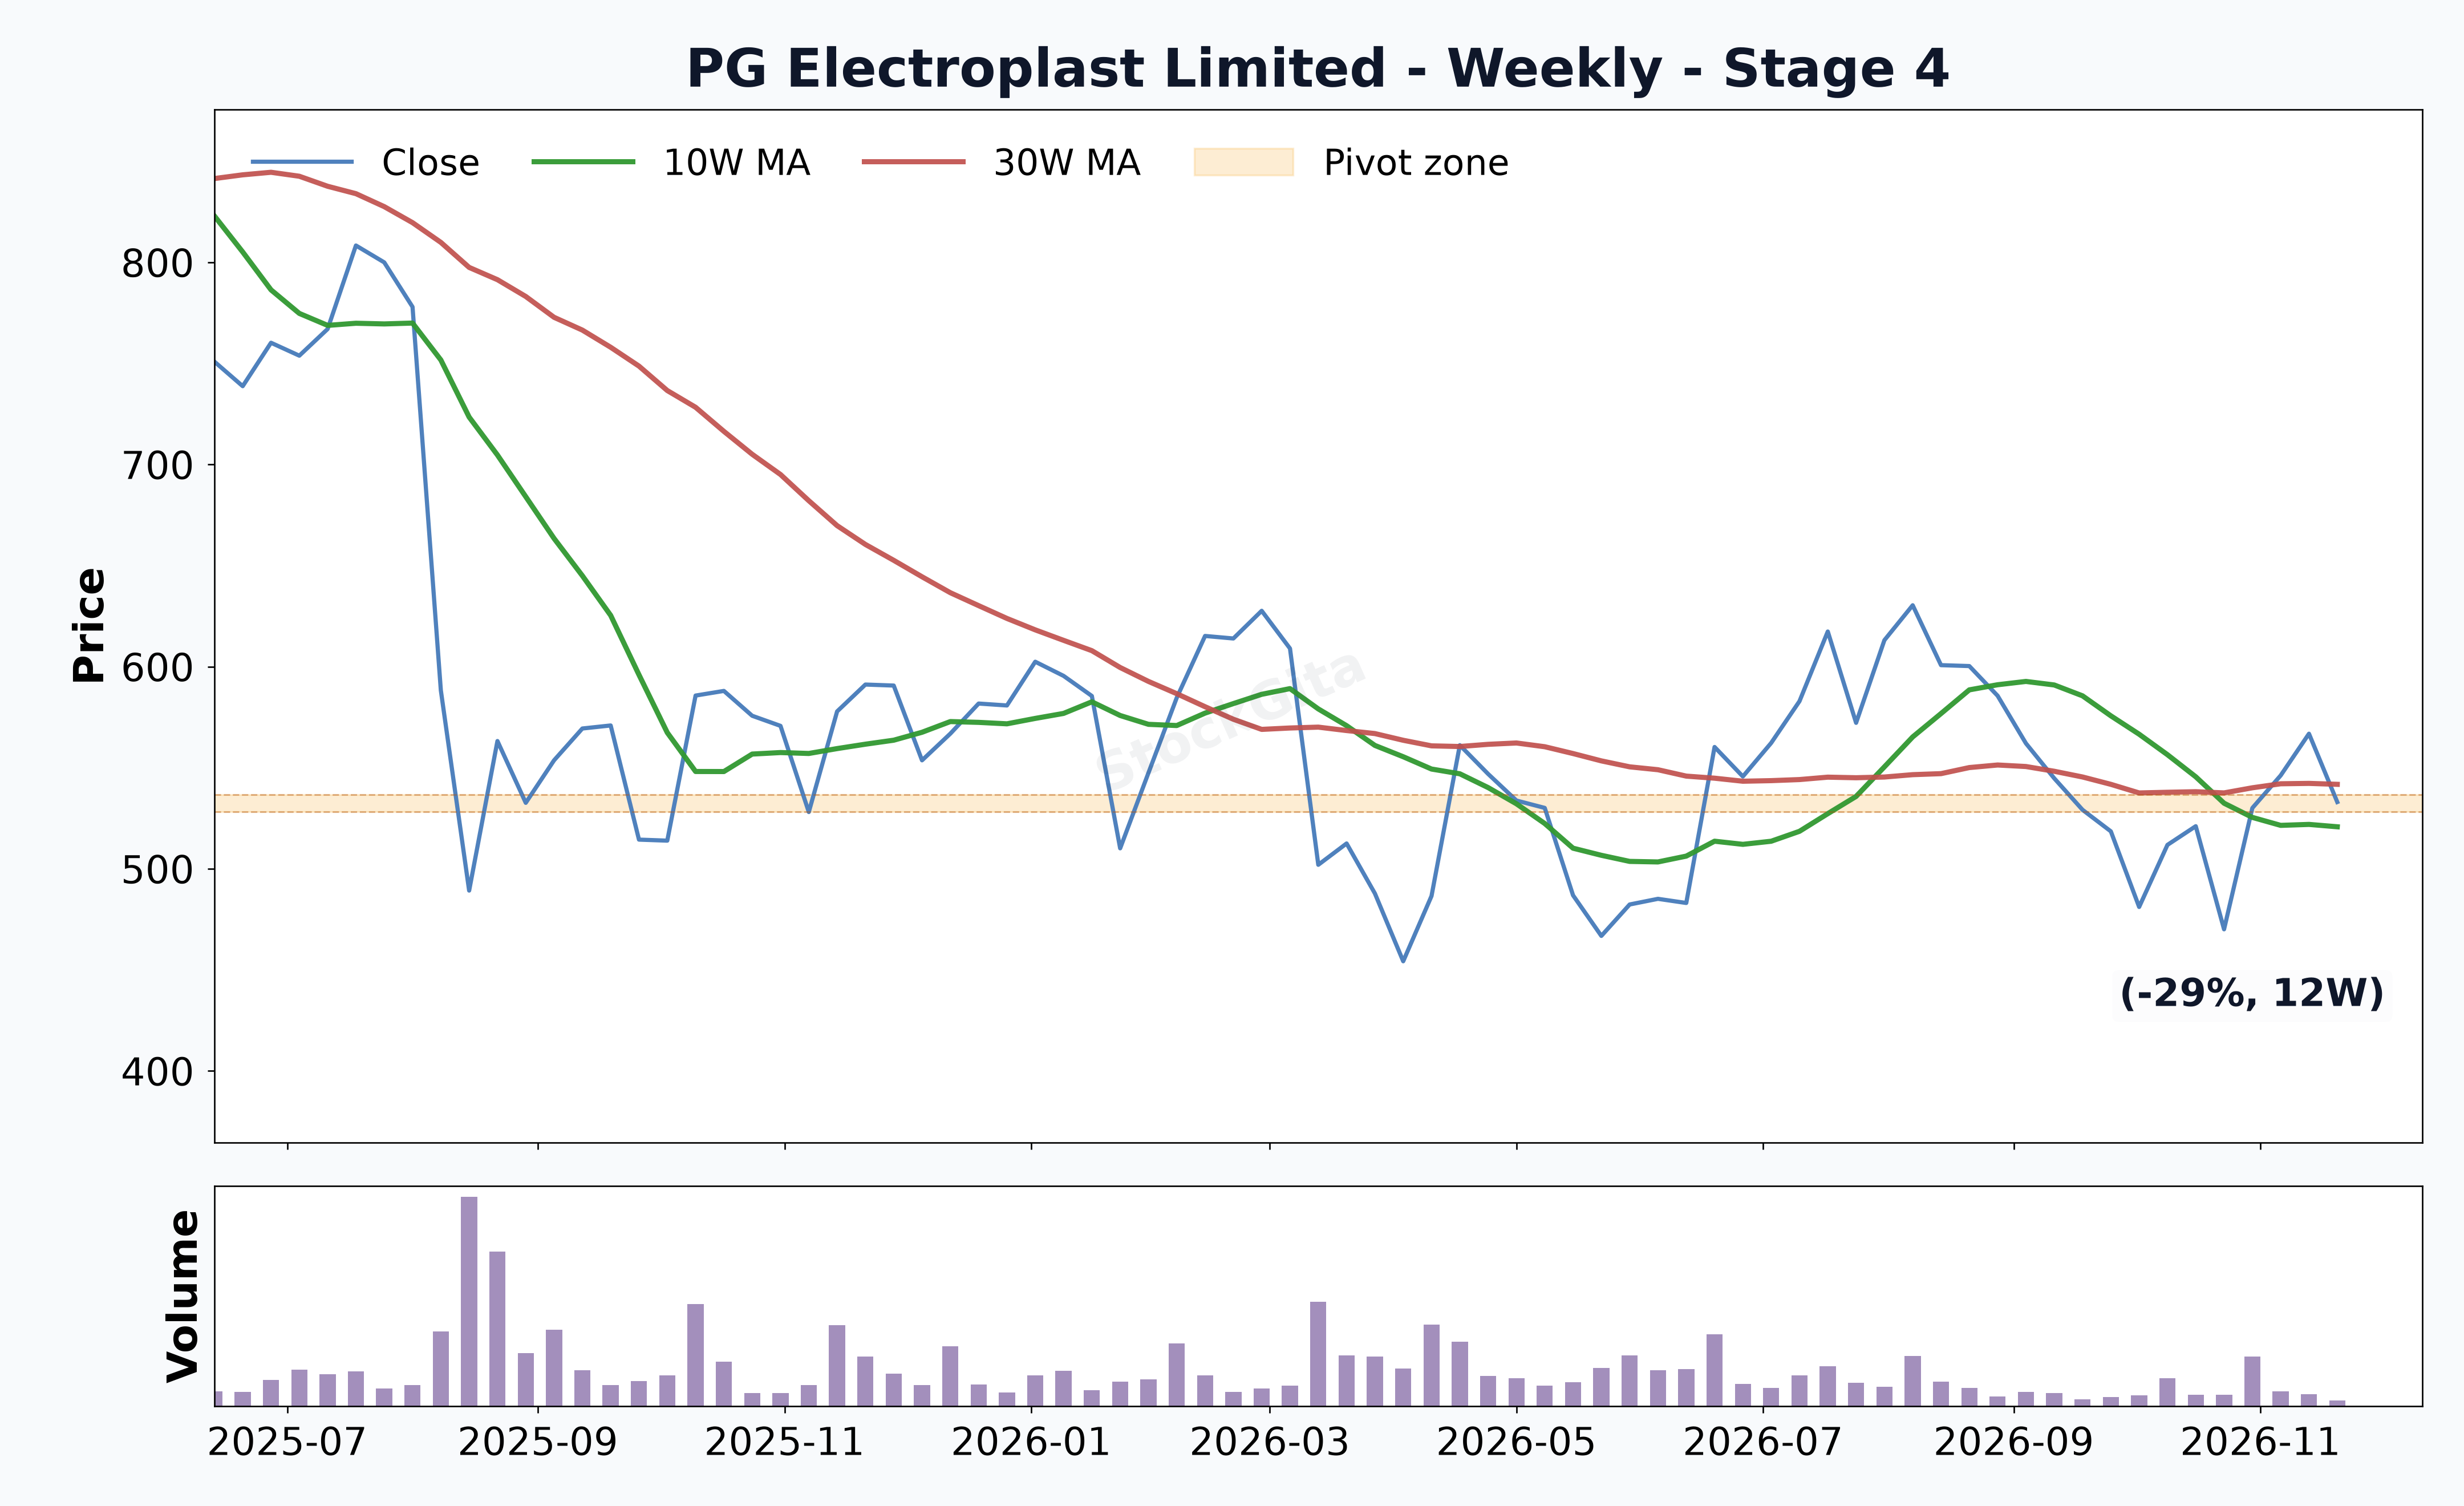 PG Electroplast Limited - Weekly - Stage 4
Close 10W MA 30W MA Pivot zone
800
700
600
500
400
Price
StockGita
(-29%, 12W)
Volume
2025-07 2025-09 2025-11 2026-01 2026-03 2026-05 2026-07 2026-09 2026-11